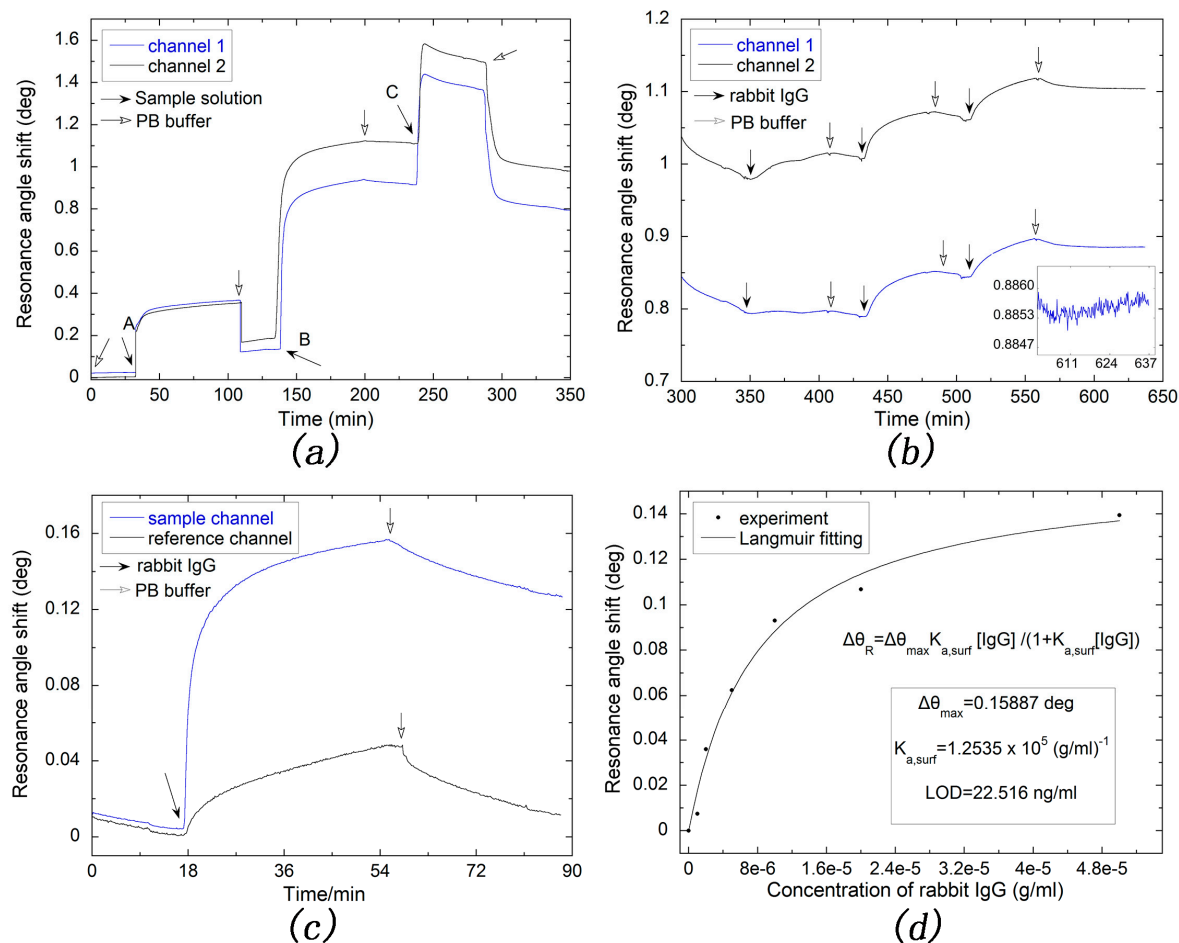 channel 1
channel 2
Sample solution
PB buffer
A
B
C
Resonance angle shift (deg)
1.6
1.4
1.2
1
0.8
0.6
0.4
0.2
0
0 50 100 150 200 250 300 350
Time (min)
(a)
channel 1
channel 2
rabbit IgG
PB buffer
Resonance angle shift (deg)
1.2
1.1
1
0.9
0.8
0.7
0.8860
0.8853
0.8847
611 624 637
300 350 400 450 500 550 600 650
Time (min)
(b)
sample channel
reference channel
rabbit IgG
PB buffer
Resonance angle shift (deg)
0.16
0.12
0.08
0.04
0
0 18 36 54 72 90
Time/min
(c)
experiment
Langmuir fitting
Resonance angle shift (deg)
0.14
0.12
0.1
0.08
0.06
0.04
0.02
0
Δθ_R=Δθ_max K_a,surf [IgG] /(1+K_a,surf[IgG])
Δθ_max=0.15887 deg
K_a,surf=1.2535 x 10^5 (g/ml)^-1
LOD=22.516 ng/ml
0 8e-6 1.6e-5 2.4e-5 3.2e-5 4e-5 4.8e-5
Concentration of rabbit IgG (g/ml)
(d)